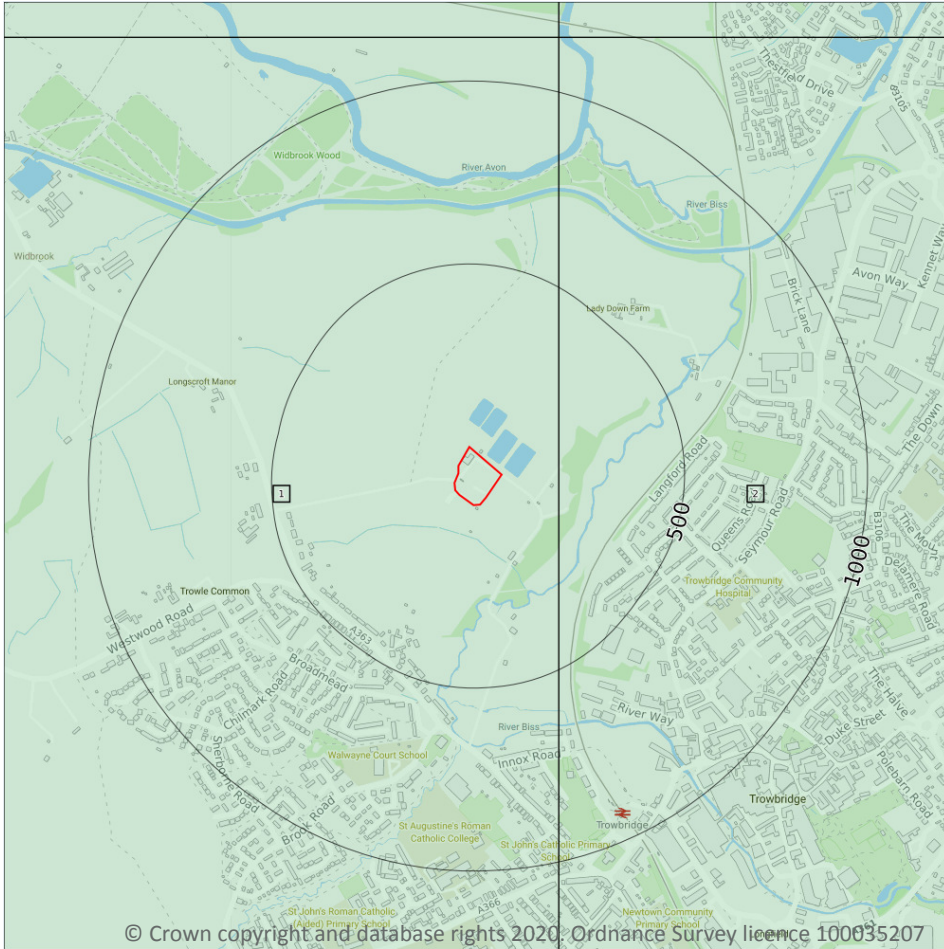 Thestfield Drive
B3105
Widbrook Wood
River Avon
River Biss
Widbrook
Avon Way
Kennet Way
Brick Lane
Lady Down Farm
Longscroft Manor
The Down
Langford Road
1
2
500
Queens Road
Seymour Road
B3106
The Mount
1000
Delamere Road
Trowbridge Community
Hospital
Trowle Common
Westwood Road
A363
Broadmead
Chilmark Road
The Halve
River Way
Duke Street
River Biss
Sherborne Road
Walwayne Court School
Innox Road
Polebarn Road
Brook Road
Trowbridge
Trowbridge
St Augustine's Roman
Catholic College
St John's Catholic Primary
School
A366
St John's Roman Catholic
(Aided) Primary School
Newtown Community
Primary School
© Crown copyright and database rights 2020. Ordnance Survey licence 100035207